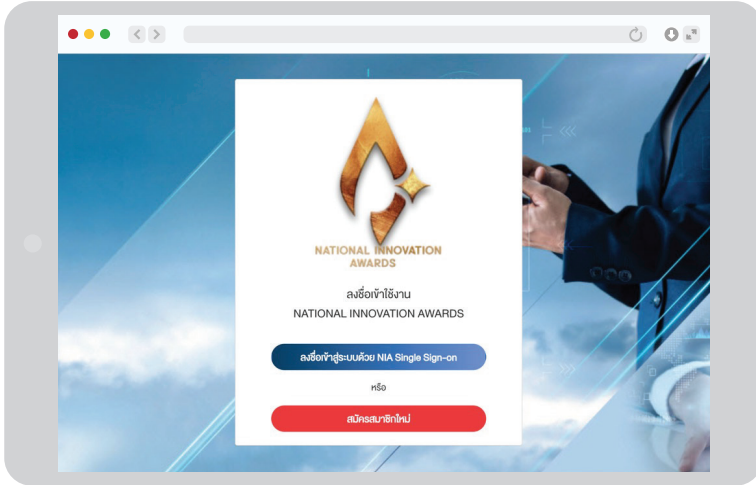 NATIONAL INNOVATION
AWARDS
ลงชื่อเข้าใช้งาน
NATIONAL INNOVATION AWARDS
ลงชื่อเข้าสู่ระบบด้วย NIA Single Sign-on
หรือ
สมัครสมาชิกใหม่